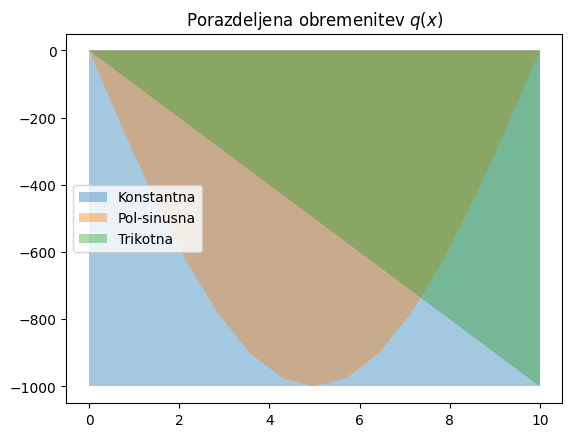 Porazdeljena obremenitev q(x)
0
−200
−400
−600
−800
−1000
Konstantna
Pol-sinusna
Trikotna
0 2 4 6 8 10